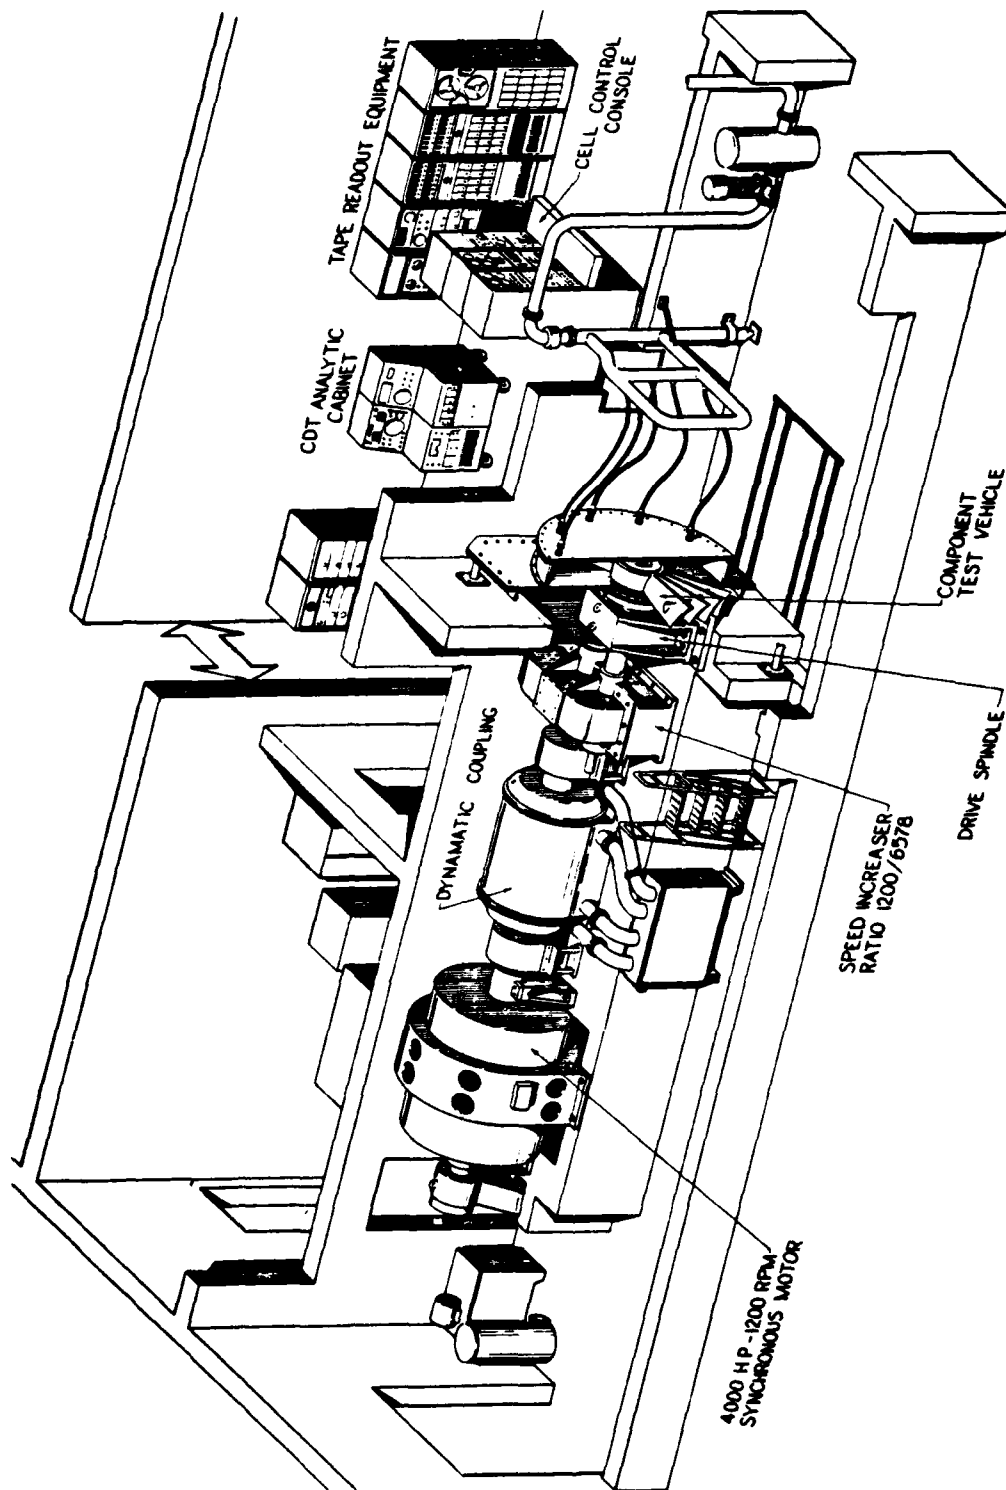 TAPE READOUT EQUIPMENT
CELL CONTROL
CONSOLE
CDT ANALYTIC
CABINET
DYNAMATIC COUPLING
COMPONENT
TEST VEHICLE
DRIVE SPINDLE
SPEED INCREASER
RATIO 1200/6578
4000 HP-1200 RPM
SYNCHRONOUS MOTOR